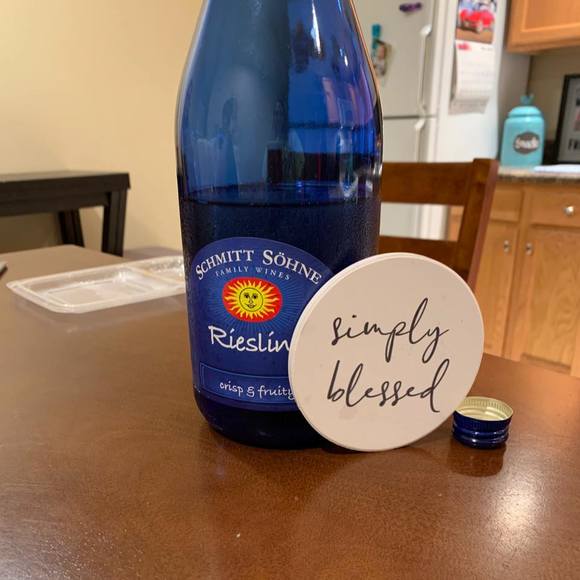 SCHMITT SÖHNE
FAMILY WINES
crisp & fruity
simply
blessed